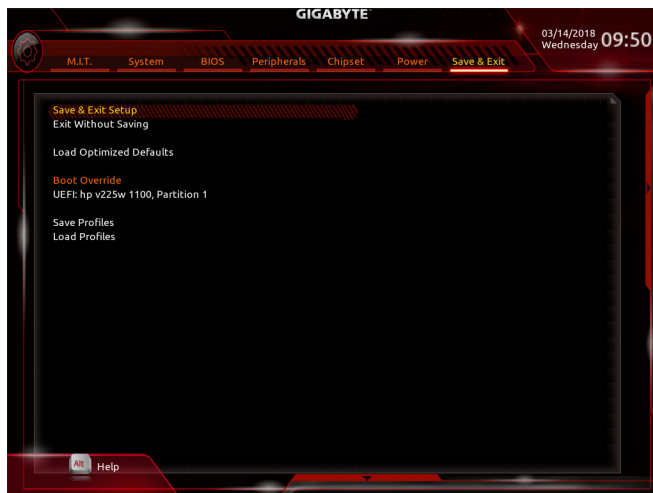 GIGABYTE™
03/14/2018
Wednesday
09:50
M.I.T. System BIOS Peripherals Chipset Power Save & Exit
Save & Exit Setup
Exit Without Saving
Load Optimized Defaults
Boot Override
UEFI: hp v225w 1100, Partition 1
Save Profiles
Load Profiles
Alt Help